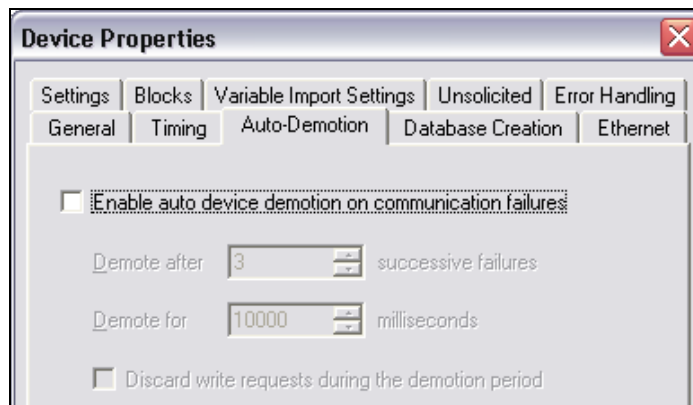 Device Properties
Settings Blocks Variable Import Settings Unsolicited Error Handling
General Timing Auto-Demotion Database Creation Ethernet
Enable auto device demotion on communication failures
Demote after 3 successive failures
Demote for 10000 milliseconds
Discard write requests during the demotion period